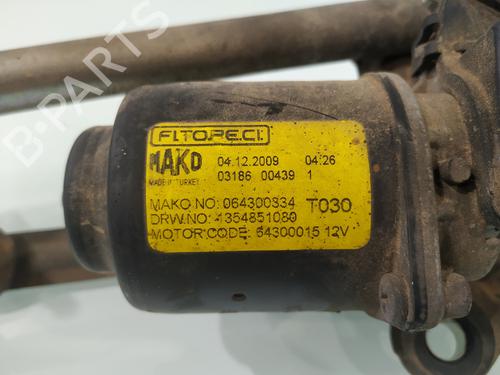 B-PARTS
FITOPE.C.I.
MAKO 04.12.2009 04:26
MADE IN TURKEY 03186 00439 1
MAKO NO: 064300334 T030
DRW.NO: 1354851080
MOTOR CODE: 64300015 12V